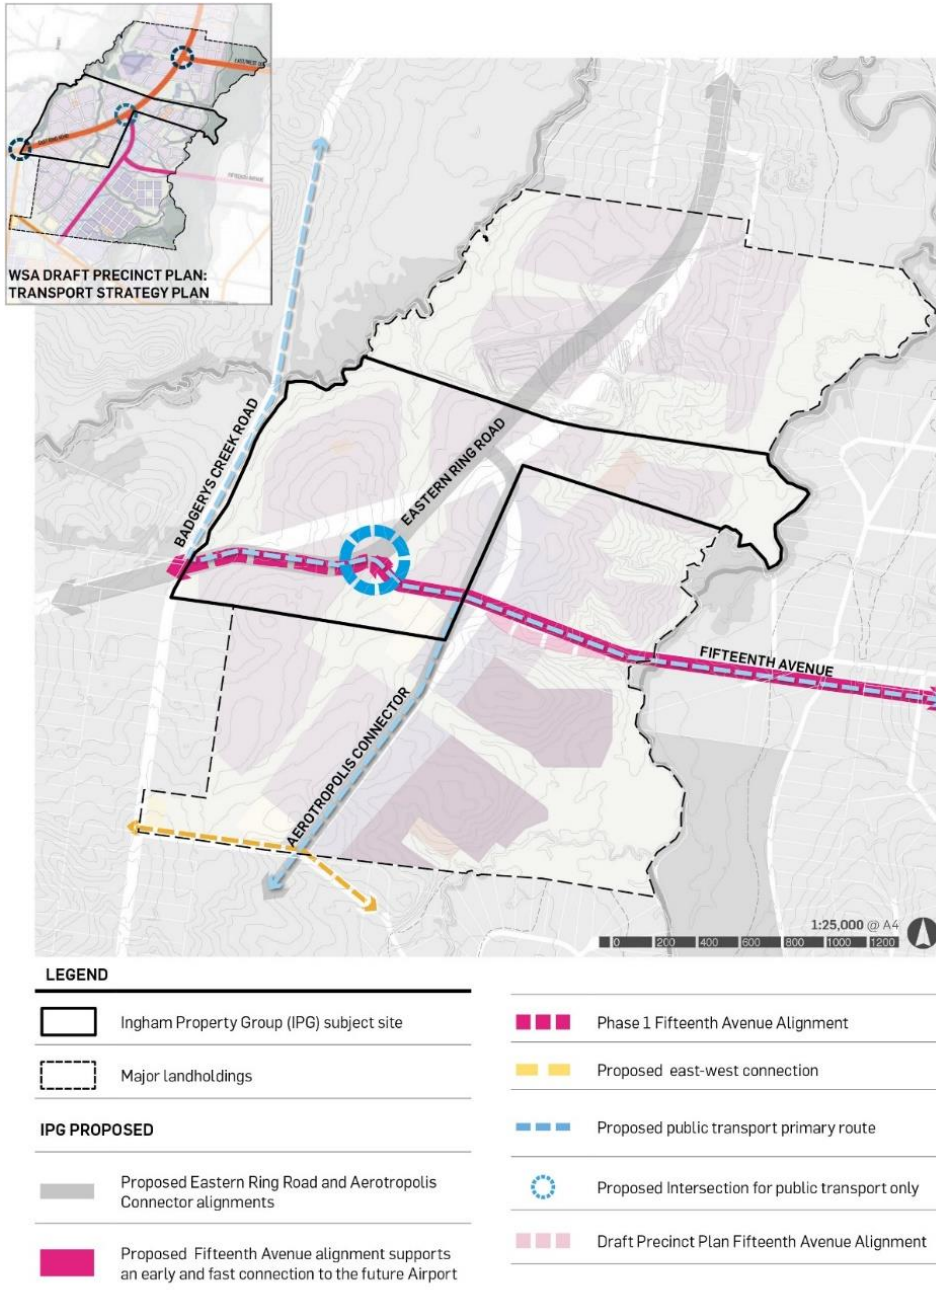 WSA DRAFT PRECINCT PLAN:
TRANSPORT STRATEGY PLAN
BADGERYS CREEK ROAD
EASTERN RING ROAD
FIFTEENTH AVENUE
AEROTROPOLIS CONNECTOR
1:25,000 @ A4
0 200 400 600 800 1000 1200
LEGEND
Ingham Property Group (IPG) subject site
Major landholdings
IPG PROPOSED
Proposed Eastern Ring Road and Aerotropolis
Connector alignments
Proposed Fifteenth Avenue alignment supports
an early and fast connection to the future Airport
Phase 1 Fifteenth Avenue Alignment
Proposed east-west connection
Proposed public transport primary route
Proposed Intersection for public transport only
Draft Precinct Plan Fifteenth Avenue Alignment